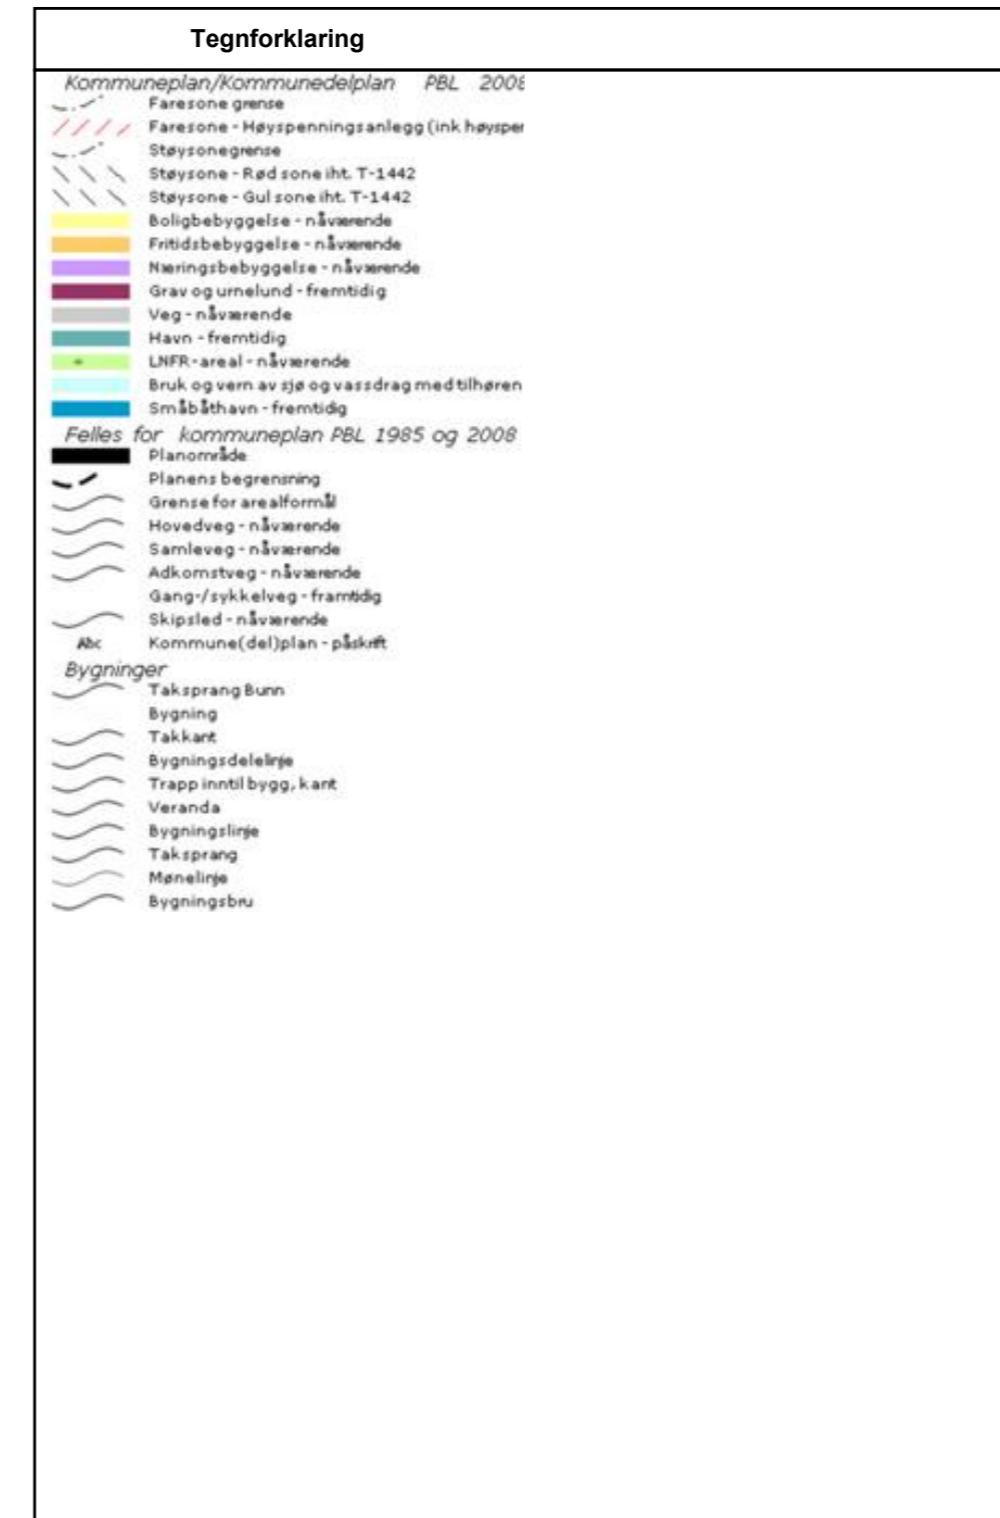 Tegnforklaring
Kommuneplan/Kommunedelplan PBL 2008
Faresone grense
Faresone - Høyspenningsanlegg (ink høysper
Støysonegrense
Støysone - Rød sone iht. T-1442
Støysone - Gul sone iht. T-1442
Boligbebyggelse - nåværende
Fritidsbebyggelse - nåværende
Næringsbebyggelse - nåværende
Grav og urnelund - fremtidig
Veg - nåværende
Havn - fremtidig
LNFR-areal - nåværende
Bruk og vern av sjø og vassdrag med tilhøren
Småbåthavn - fremtidig
Felles for kommuneplan PBL 1985 og 2008
Planområde
Planens begrensning
Grense for arealformål
Hovedveg - nåværende
Samleveg - nåværende
Adkomstveg - nåværende
Gang-/sykkelveg - framtidig
Skipsled - nåværende
Abc Kommune(del)plan - påskrift
Bygninger
Taksprang Bunn
Bygning
Takkant
Bygningsdelelinje
Trapp inntil bygg, kant
Veranda
Bygningslinje
Taksprang
Mønelinje
Bygningsbru